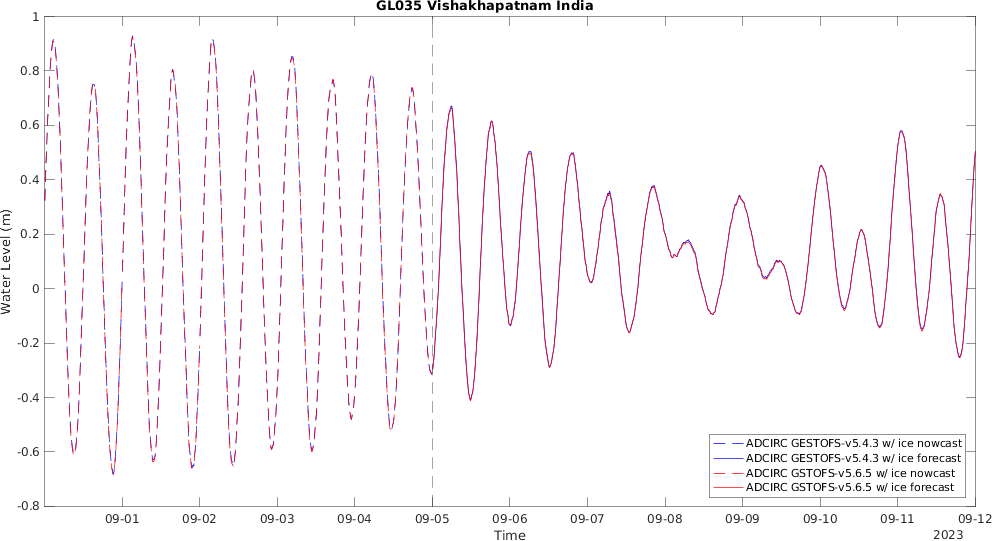 GL035 Vishakhapatnam India
1
0.8
0.6
0.4
0.2
0
-0.2
-0.4
-0.6
-0.8
Water Level (m)
ADCIRC GESTOFS-v5.4.3 w/ ice nowcast
ADCIRC GESTOFS-v5.4.3 w/ ice forecast
ADCIRC GSTOFS-v5.6.5 w/ ice nowcast
ADCIRC GSTOFS-v5.6.5 w/ ice forecast
09-01 09-02 09-03 09-04 09-05 09-06 09-07 09-08 09-09 09-10 09-11 09-12
Time
2023